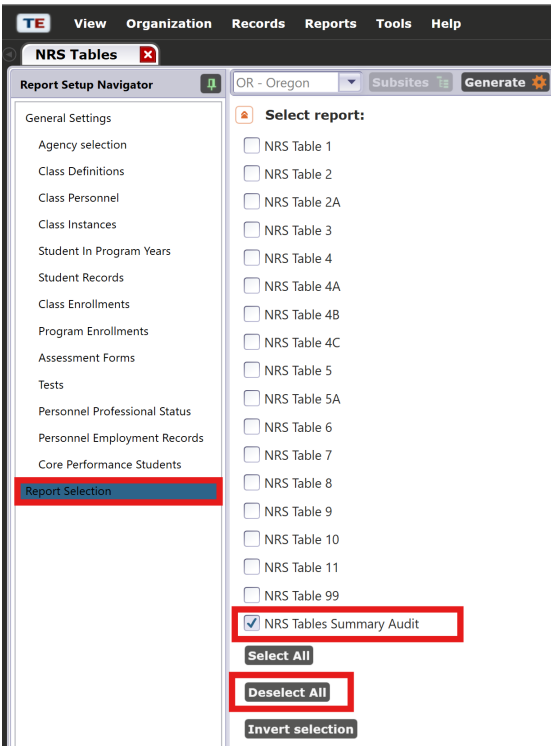 TE View Organization Records Reports Tools Help
NRS Tables
Report Setup Navigator
OR - Oregon Subsites Generate
General Settings
Agency selection
Class Definitions
Class Personnel
Class Instances
Student In Program Years
Student Records
Class Enrollments
Program Enrollments
Assessment Forms
Tests
Personnel Professional Status
Personnel Employment Records
Core Performance Students
Report Selection
Select report:
NRS Table 1
NRS Table 2
NRS Table 2A
NRS Table 3
NRS Table 4
NRS Table 4A
NRS Table 4B
NRS Table 4C
NRS Table 5
NRS Table 5A
NRS Table 6
NRS Table 7
NRS Table 8
NRS Table 9
NRS Table 10
NRS Table 11
NRS Table 99
NRS Tables Summary Audit
Select All
Deselect All
Invert selection